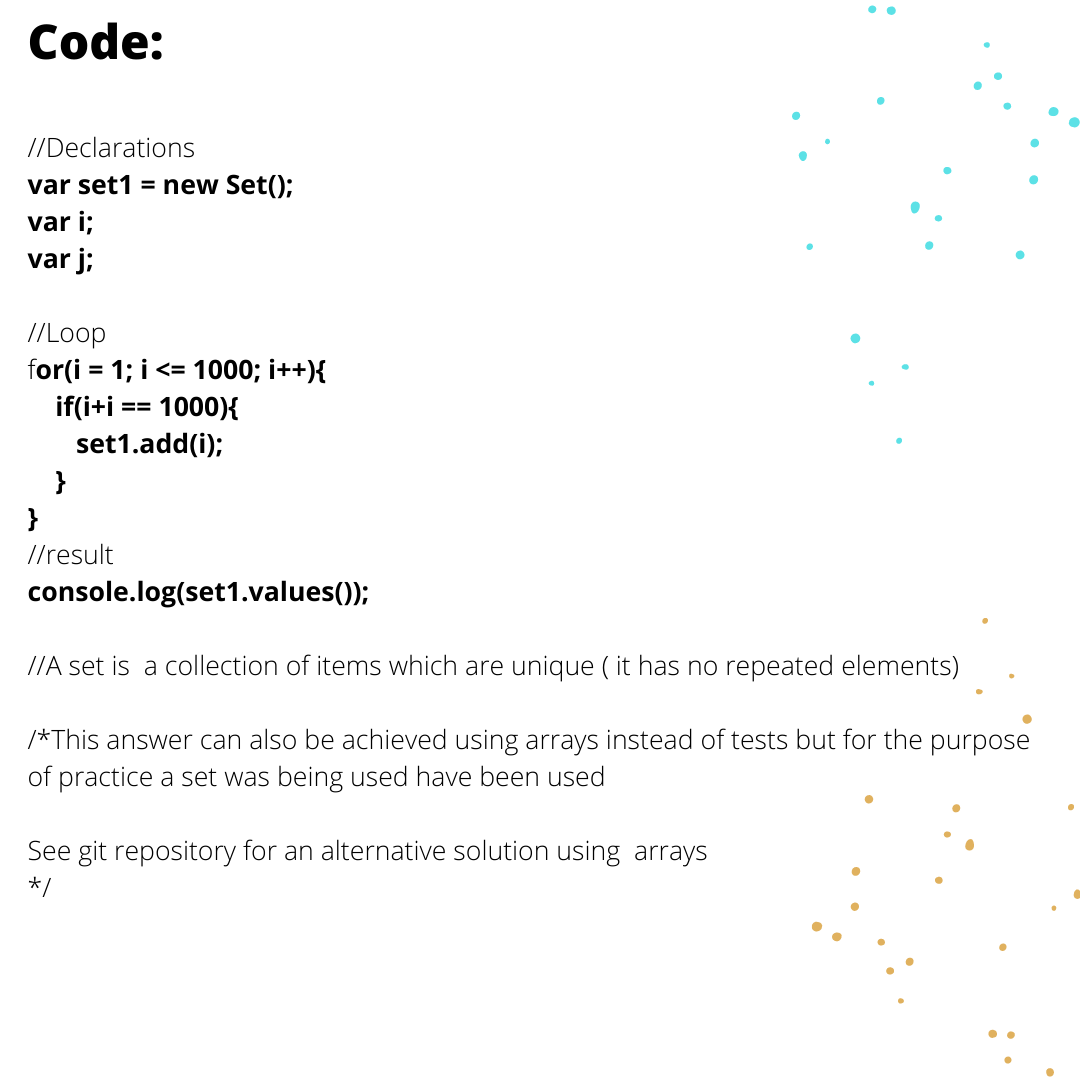 Code:
//Declarations
var set1 = new Set();
var i;
var j;
//Loop
for(i = 1; i <= 1000; i++){
    if(i+i == 1000){
       set1.add(i);
    }
}
//result
console.log(set1.values());
//A set is  a collection of items which are unique ( it has no repeated elements)
/*This answer can also be achieved using arrays instead of tests but for the purpose
of practice a set was being used have been used
See git repository for an alternative solution using  arrays
*/